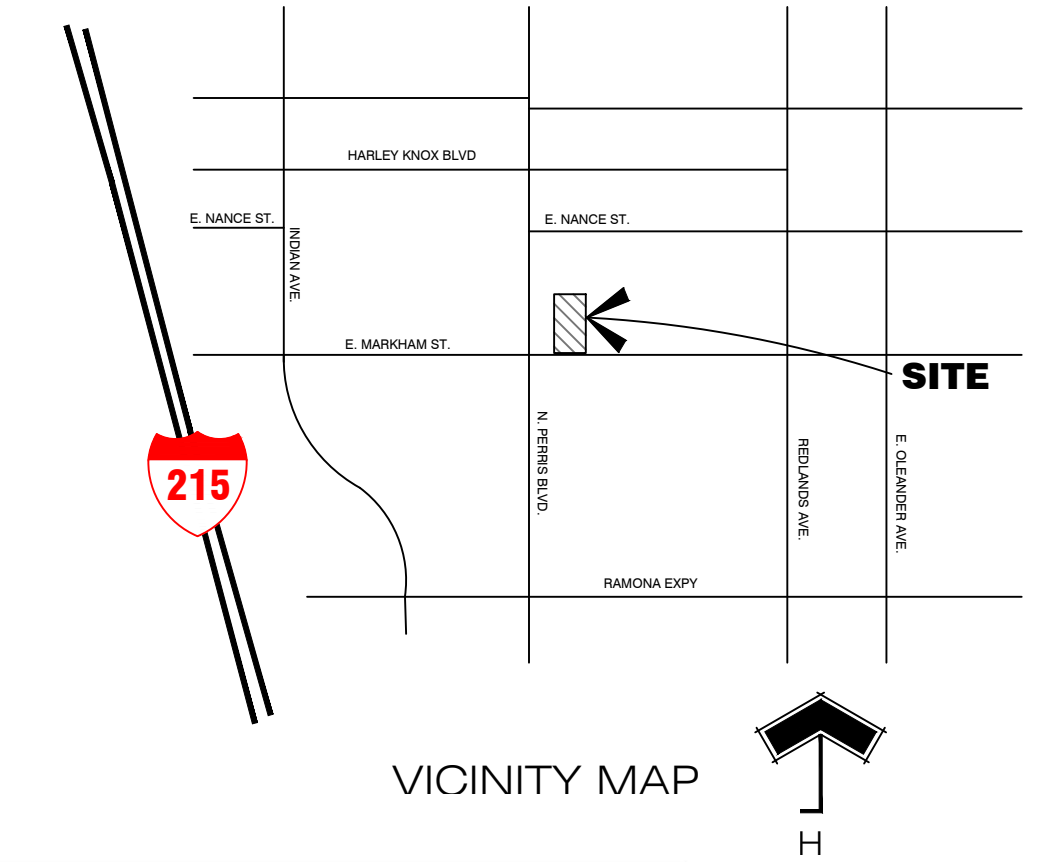 HARLEY KNOX BLVD
E. NANCE ST.
E. NANCE ST.
INDIAN AVE.
E. MARKHAM ST.
SITE
N. PERRIS BLVD.
REDLANDS AVE.
E. OLEANDER AVE.
215
RAMONA EXPY
VICINITY MAP
H